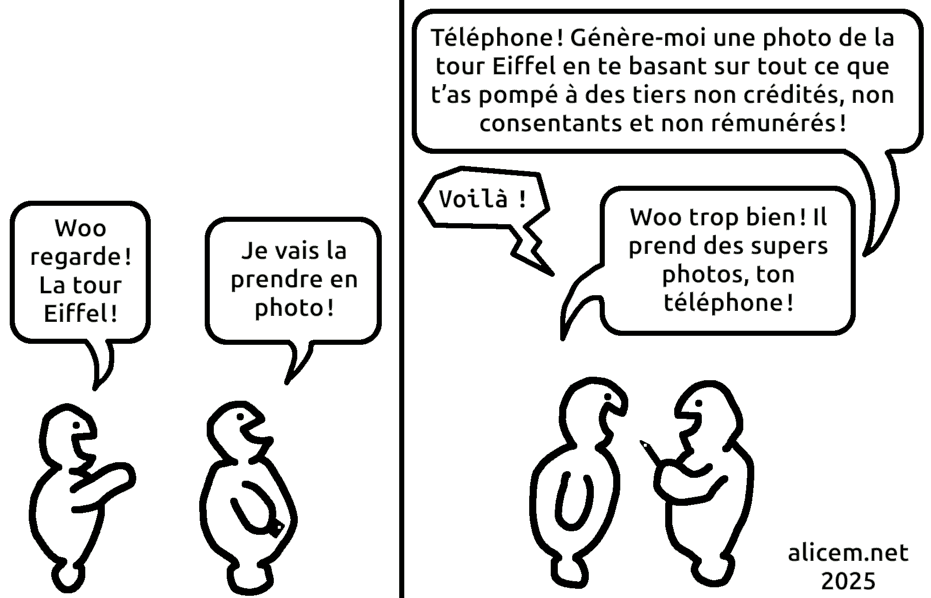 Woo
regarde!
La tour
Eiffel!
Je vais la
prendre en
photo!
Téléphone! Génère-moi une photo de la
tour Eiffel en te basant sur tout ce que
t'as pompé à des tiers non crédités, non
consentants et non rémunérés!
Voilà !
Woo trop bien! Il
prend des supers
photos, ton
téléphone!
alicem.net
2025